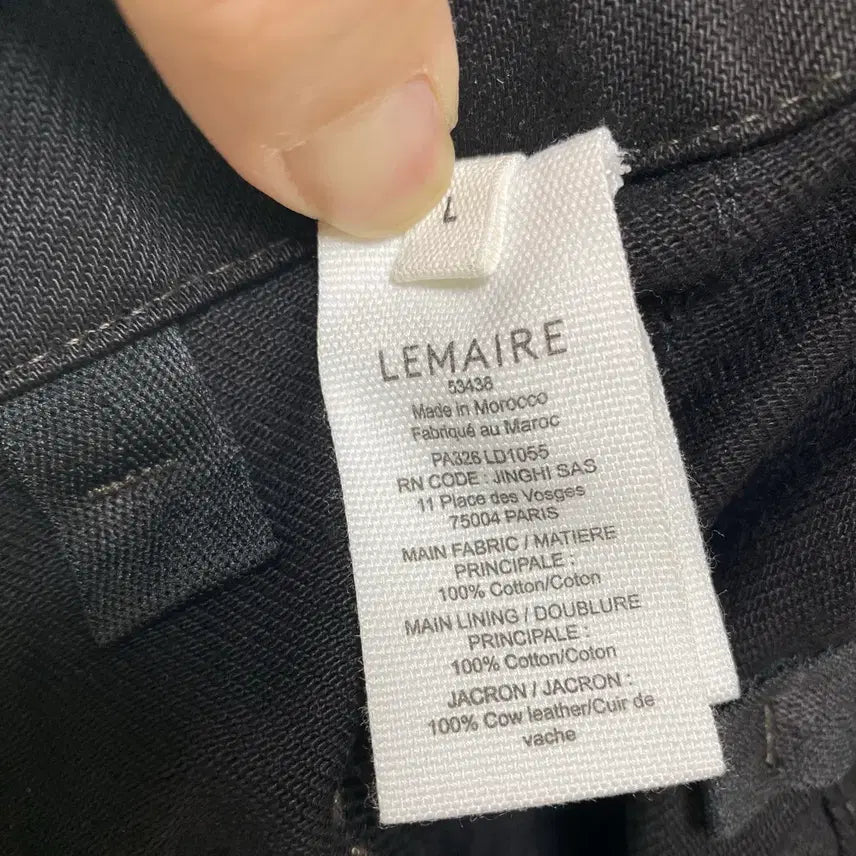 L
LEMAIRE
53438
Made in Morocco
Fabriqué au Maroc
PA326 LD1055
RN CODE : JINGHI SAS
11 Place des Vosges
75004 PARIS
MAIN FABRIC / MATIERE
PRINCIPALE :
100% Cotton/Coton
MAIN LINING / DOUBLURE
PRINCIPALE :
100% Cotton/Coton
JACRON / JACRON :
100% Cow leather/Cuir de
vache